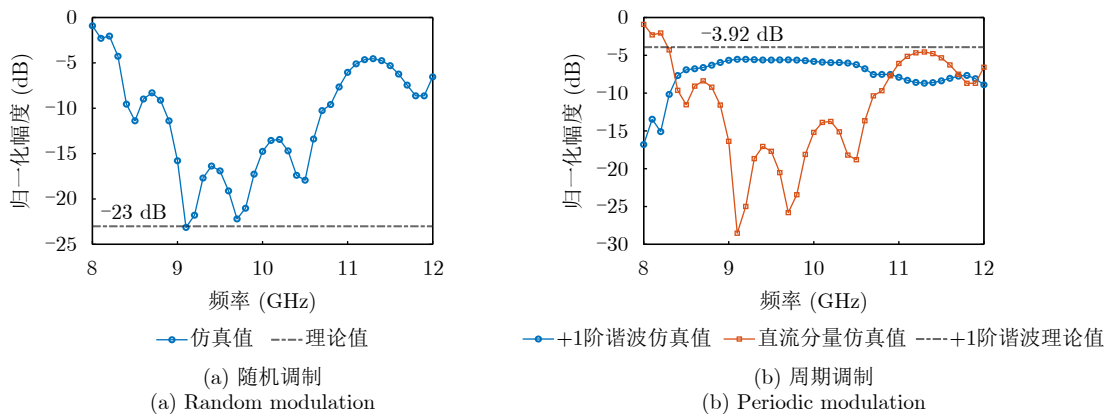 0
−5
−10
−15
−20
−25
归一化幅度 (dB)
−23 dB
8 9 10 11 12
频率 (GHz)
仿真值 理论值
(a) 随机调制
(a) Random modulation
0
−5
−10
−15
−20
−25
−30
归一化幅度 (dB)
−3.92 dB
8 9 10 11 12
频率 (GHz)
+1阶谐波仿真值 直流分量仿真值 +1阶谐波理论值
(b) 周期调制
(b) Periodic modulation